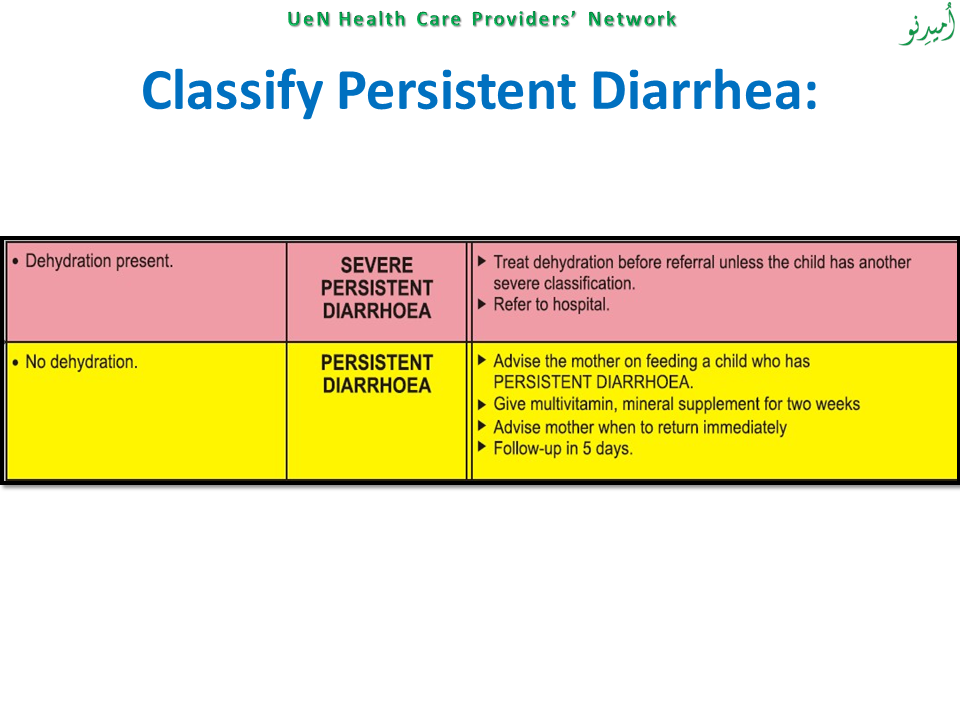 UeN Health Care Providers' Network
اُمیدِنو
Classify Persistent Diarrhea:
• Dehydration present.
SEVERE
PERSISTENT
DIARRHOEA
► Treat dehydration before referral unless the child has another
severe classification.
► Refer to hospital.
• No dehydration.
PERSISTENT
DIARRHOEA
► Advise the mother on feeding a child who has
PERSISTENT DIARRHOEA.
► Give multivitamin, mineral supplement for two weeks
► Advise mother when to return immediately
► Follow-up in 5 days.